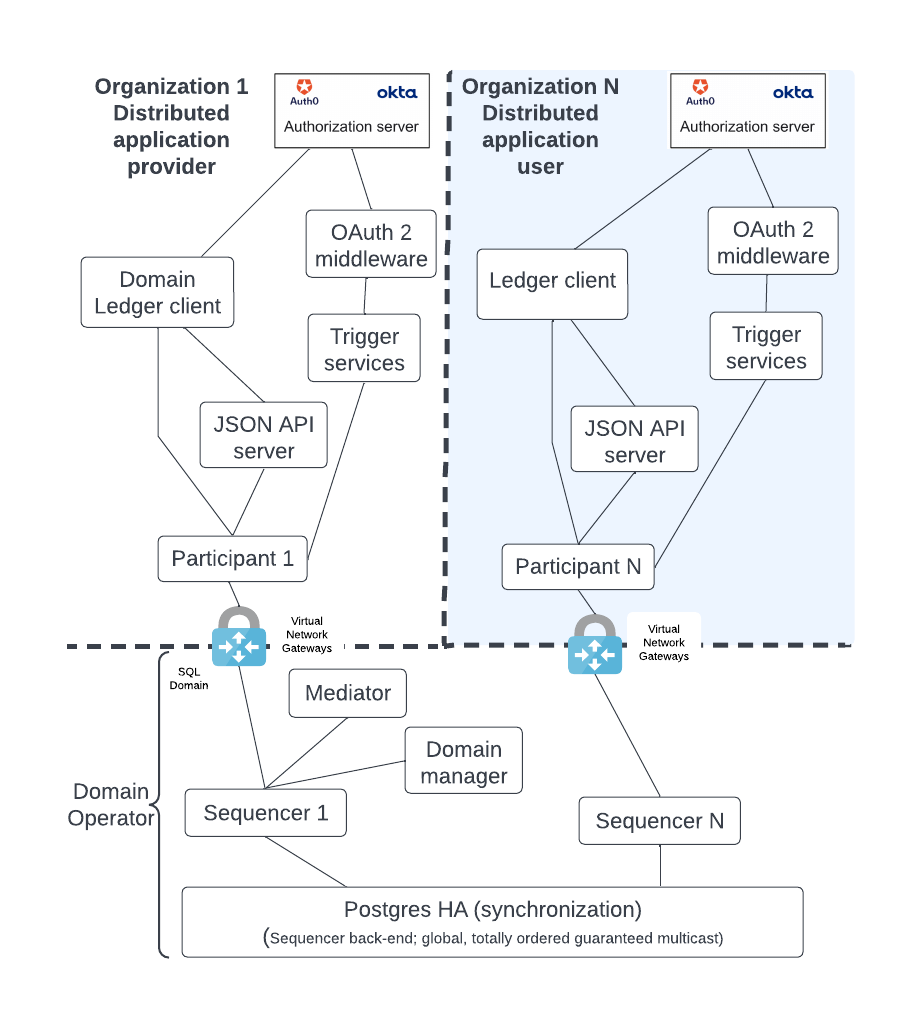 Organization 1
Distributed
application
provider
Auth0
okta
Authorization server
OAuth 2
middleware
Domain
Ledger client
Trigger
services
JSON API
server
Participant 1
Organization N
Distributed
application
user
Auth0
okta
Authorization server
OAuth 2
middleware
Ledger client
Trigger
services
JSON API
server
Participant N
Virtual
Network
Gateways
Virtual
Network
Gateways
SQL
Domain
Mediator
Domain
manager
Domain
Operator
Sequencer 1
Sequencer N
Postgres HA (synchronization)
(Sequencer back-end; global, totally ordered guaranteed multicast)